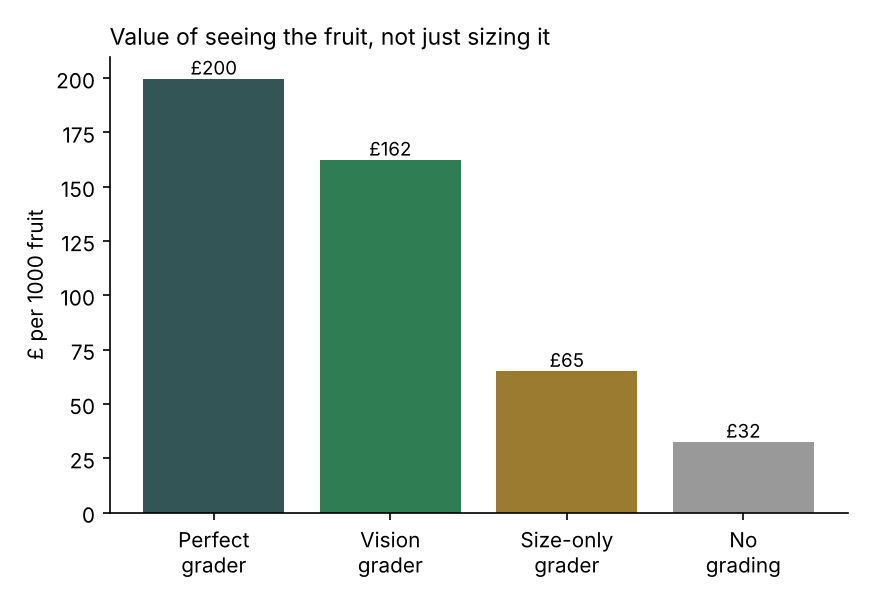 Value of seeing the fruit, not just sizing it
£ per 1000 fruit
200
175
150
125
100
75
50
25
0
£200
£162
£65
£32
Perfect
grader
Vision
grader
Size-only
grader
No
grading